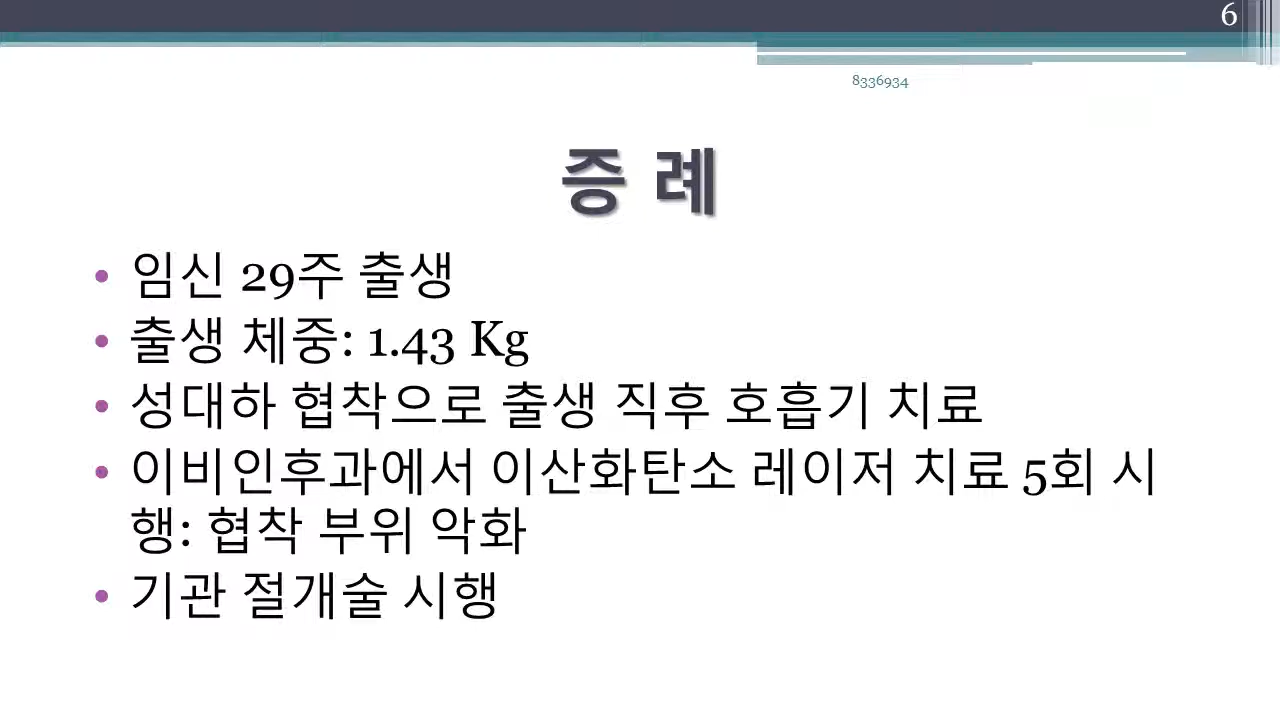 6
8336934
증 례
• 임신 29주 출생
• 출생 체중: 1.43 Kg
• 성대하 협착으로 출생 직후 호흡기 치료
• 이비인후과에서 이산화탄소 레이저 치료 5회 시
행: 협착 부위 악화
• 기관 절개술 시행